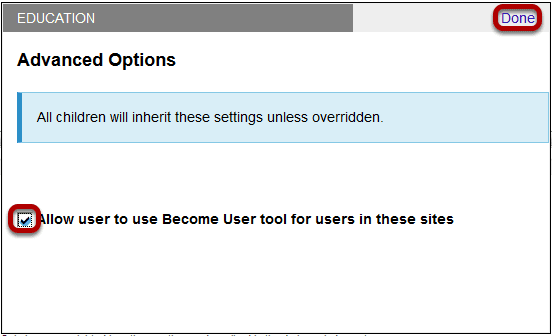 EDUCATION
Done
Advanced Options
All children will inherit these settings unless overridden.
Allow user to use Become User tool for users in these sites